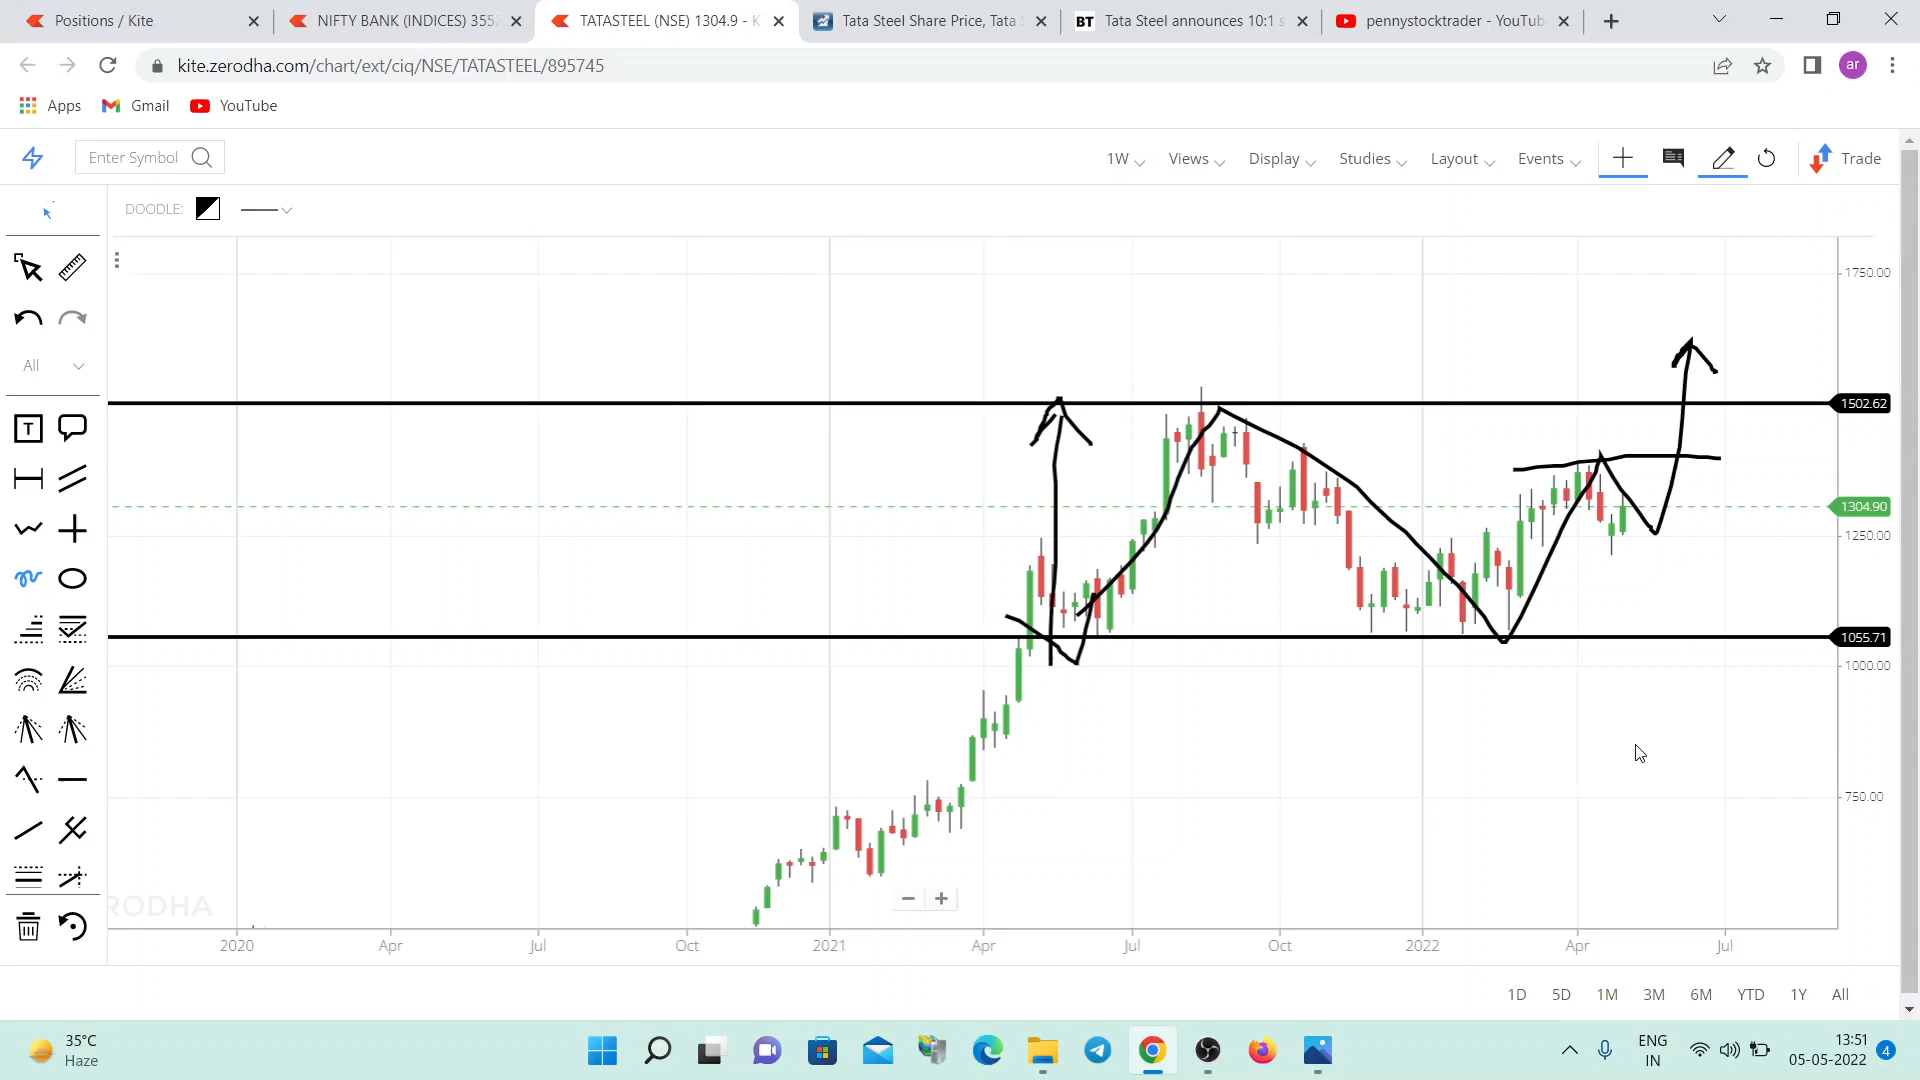 Positions / Kite
NIFTY BANK (INDICES) 3552
TATASTEEL (NSE) 1304.9 - K
Tata Steel Share Price, Tata S
BT Tata Steel announces 10:1 s
pennystocktrader - YouTub
kite.zerodha.com/chart/ext/ciq/NSE/TATASTEEL/895745
ar
Apps Gmail YouTube
Enter Symbol
1W Views Display Studies Layout Events Trade
DOODLE:
All
T
1750.00
1502.62
1304.90
1250.00
1055.71
1000.00
750.00
RODHA
2020 Apr Jul Oct 2021 Apr Jul Oct 2022 Apr Jul
1D 5D 1M 3M 6M YTD 1Y All
35°C
Haze
ENG
IN
13:51
05-05-2022
4